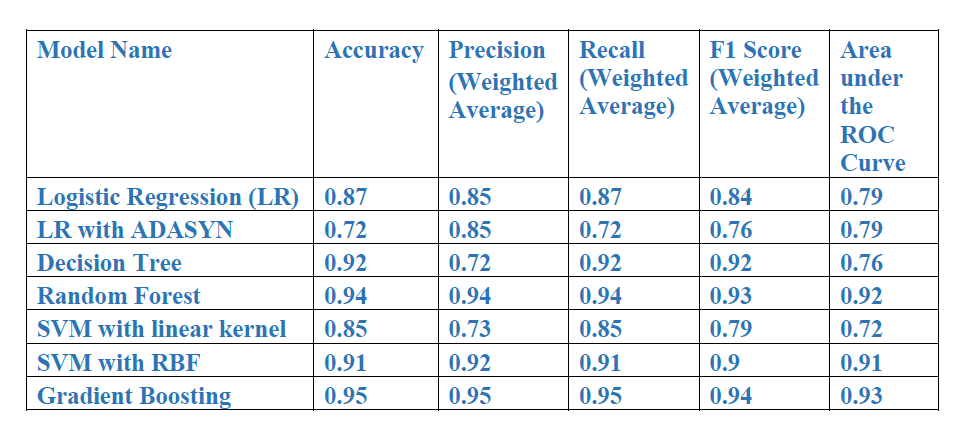 Model Name Accuracy Precision (Weighted Average) Recall (Weighted Average) F1 Score (Weighted Average) Area under the ROC Curve
Logistic Regression (LR) 0.87 0.85 0.87 0.84 0.79
LR with ADASYN 0.72 0.85 0.72 0.76 0.79
Decision Tree 0.92 0.72 0.92 0.92 0.76
Random Forest 0.94 0.94 0.94 0.93 0.92
SVM with linear kernel 0.85 0.73 0.85 0.79 0.72
SVM with RBF 0.91 0.92 0.91 0.9 0.91
Gradient Boosting 0.95 0.95 0.95 0.94 0.93